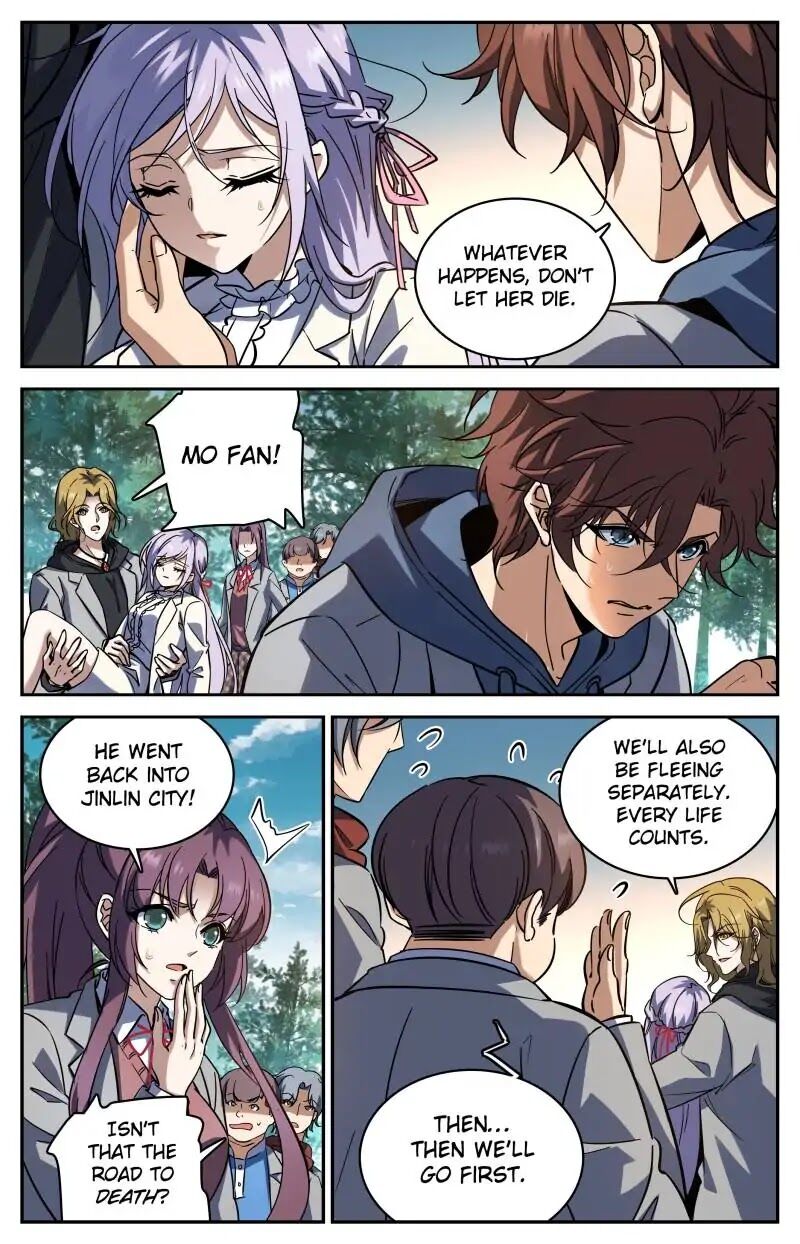 WHATEVER
HAPPENS, DON'T
LET HER DIE.
MO FAN!
HE WENT
BACK INTO
JINLIN CITY!
ISN'T
THAT THE
ROAD TO
DEATH?
WE'LL ALSO
BE FLEEING
SEPARATELY.
EVERY LIFE
COUNTS.
THEN...
THEN WE'LL
GO FIRST.